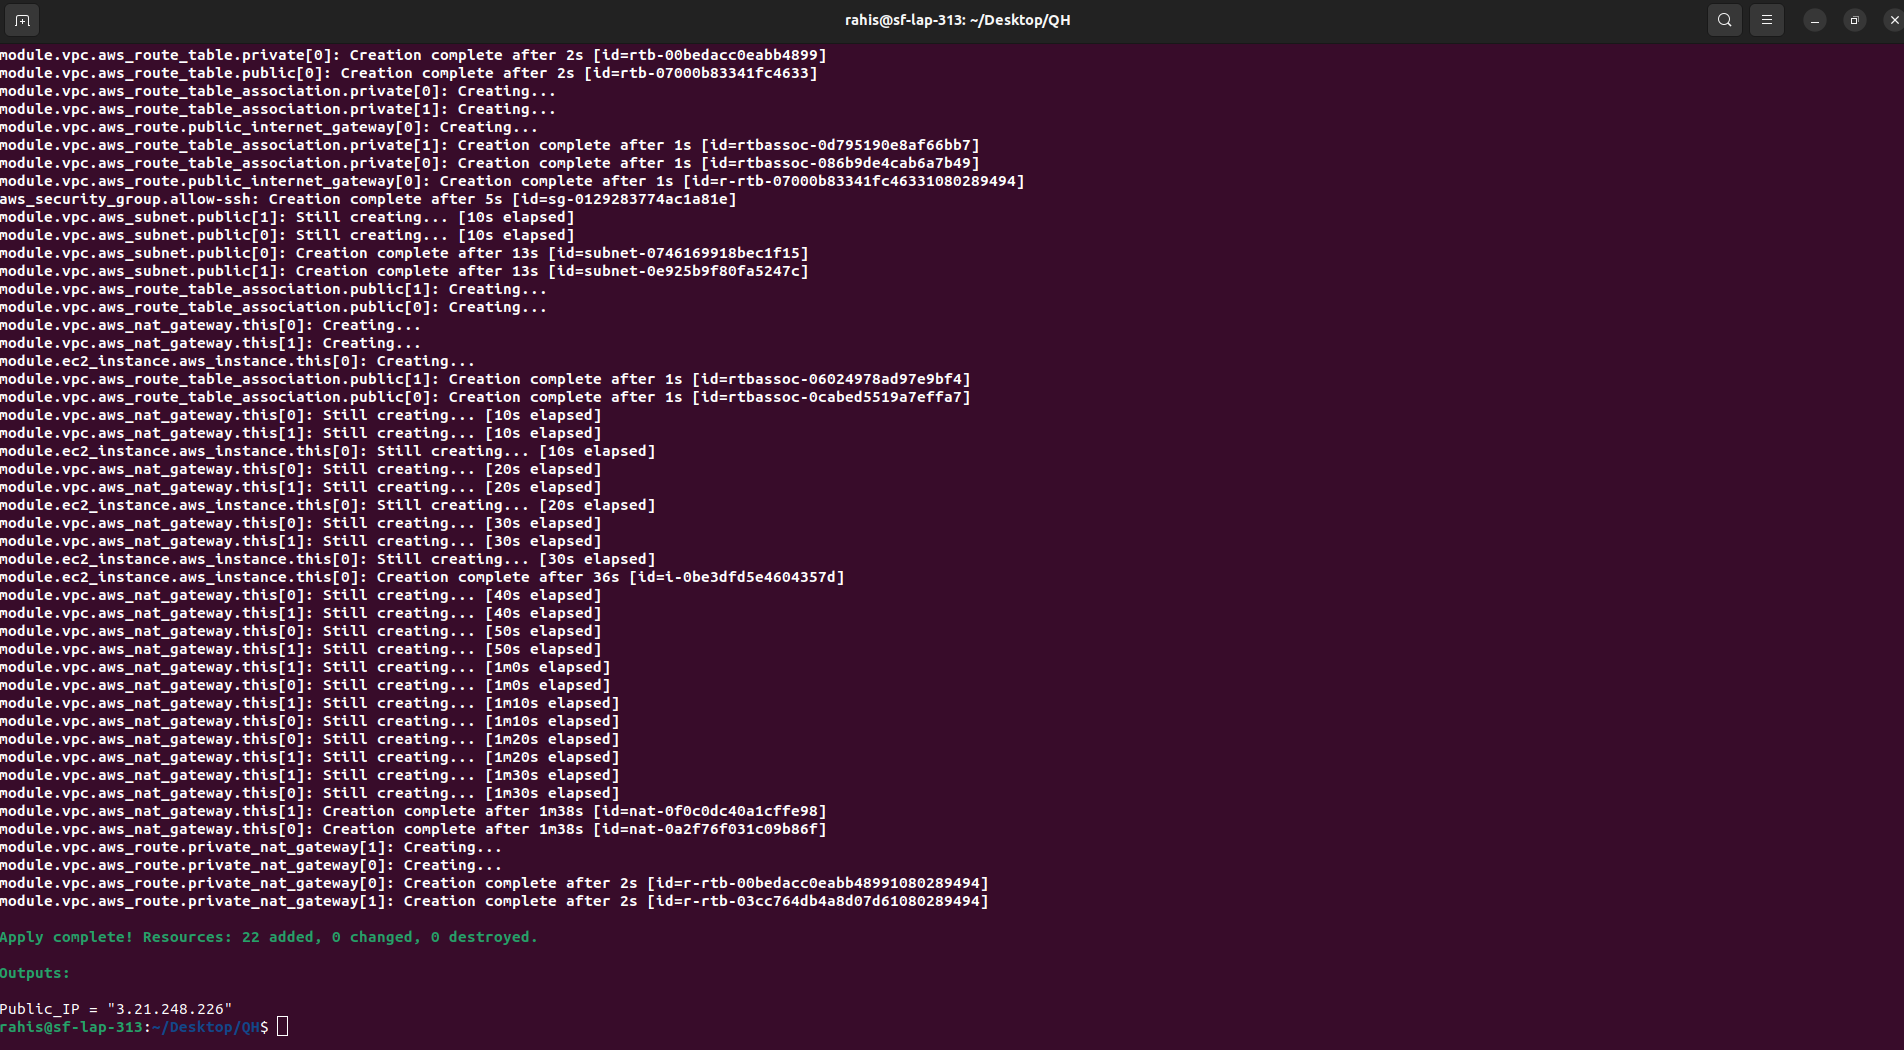 rahis@sf-lap-313: ~/Desktop/QH
module.vpc.aws_route_table.private[0]: Creation complete after 2s [id=rtb-00bedacc0eabb4899]
module.vpc.aws_route_table.public[0]: Creation complete after 2s [id=rtb-07000b83341fc4633]
module.vpc.aws_route_table_association.private[0]: Creating...
module.vpc.aws_route_table_association.private[1]: Creating...
module.vpc.aws_route.public_internet_gateway[0]: Creating...
module.vpc.aws_route_table_association.private[1]: Creation complete after 1s [id=rtbassoc-0d795190e8af66bb7]
module.vpc.aws_route_table_association.private[0]: Creation complete after 1s [id=rtbassoc-086b9de4cab6a7b49]
module.vpc.aws_route.public_internet_gateway[0]: Creation complete after 1s [id=r-rtb-07000b83341fc46331080289494]
aws_security_group.allow-ssh: Creation complete after 5s [id=sg-0129283774ac1a81e]
module.vpc.aws_subnet.public[1]: Still creating... [10s elapsed]
module.vpc.aws_subnet.public[0]: Still creating... [10s elapsed]
module.vpc.aws_subnet.public[0]: Creation complete after 13s [id=subnet-0746169918bec1f15]
module.vpc.aws_subnet.public[1]: Creation complete after 13s [id=subnet-0e925b9f80fa5247c]
module.vpc.aws_route_table_association.public[1]: Creating...
module.vpc.aws_route_table_association.public[0]: Creating...
module.vpc.aws_nat_gateway.this[0]: Creating...
module.vpc.aws_nat_gateway.this[1]: Creating...
module.ec2_instance.aws_instance.this[0]: Creating...
module.vpc.aws_route_table_association.public[1]: Creation complete after 1s [id=rtbassoc-06024978ad97e9bf4]
module.vpc.aws_route_table_association.public[0]: Creation complete after 1s [id=rtbassoc-0cabed5519a7effa7]
module.vpc.aws_nat_gateway.this[0]: Still creating... [10s elapsed]
module.vpc.aws_nat_gateway.this[1]: Still creating... [10s elapsed]
module.ec2_instance.aws_instance.this[0]: Still creating... [10s elapsed]
module.vpc.aws_nat_gateway.this[0]: Still creating... [20s elapsed]
module.vpc.aws_nat_gateway.this[1]: Still creating... [20s elapsed]
module.ec2_instance.aws_instance.this[0]: Still creating... [20s elapsed]
module.vpc.aws_nat_gateway.this[0]: Still creating... [30s elapsed]
module.vpc.aws_nat_gateway.this[1]: Still creating... [30s elapsed]
module.ec2_instance.aws_instance.this[0]: Still creating... [30s elapsed]
module.ec2_instance.aws_instance.this[0]: Creation complete after 36s [id=i-0be3dfd5e4604357d]
module.vpc.aws_nat_gateway.this[0]: Still creating... [40s elapsed]
module.vpc.aws_nat_gateway.this[1]: Still creating... [40s elapsed]
module.vpc.aws_nat_gateway.this[0]: Still creating... [50s elapsed]
module.vpc.aws_nat_gateway.this[1]: Still creating... [50s elapsed]
module.vpc.aws_nat_gateway.this[1]: Still creating... [1m0s elapsed]
module.vpc.aws_nat_gateway.this[0]: Still creating... [1m0s elapsed]
module.vpc.aws_nat_gateway.this[1]: Still creating... [1m10s elapsed]
module.vpc.aws_nat_gateway.this[0]: Still creating... [1m10s elapsed]
module.vpc.aws_nat_gateway.this[0]: Still creating... [1m20s elapsed]
module.vpc.aws_nat_gateway.this[1]: Still creating... [1m20s elapsed]
module.vpc.aws_nat_gateway.this[1]: Still creating... [1m30s elapsed]
module.vpc.aws_nat_gateway.this[0]: Still creating... [1m30s elapsed]
module.vpc.aws_nat_gateway.this[1]: Creation complete after 1m38s [id=nat-0f0c0dc40a1cffe98]
module.vpc.aws_nat_gateway.this[0]: Creation complete after 1m38s [id=nat-0a2f76f031c09b86f]
module.vpc.aws_route.private_nat_gateway[1]: Creating...
module.vpc.aws_route.private_nat_gateway[0]: Creating...
module.vpc.aws_route.private_nat_gateway[0]: Creation complete after 2s [id=r-rtb-00bedacc0eabb48991080289494]
module.vpc.aws_route.private_nat_gateway[1]: Creation complete after 2s [id=r-rtb-03cc764db4a8d07d61080289494]
Apply complete! Resources: 22 added, 0 changed, 0 destroyed.
Outputs:
Public_IP = "3.21.248.226"
rahis@sf-lap-313:~/Desktop/QH$